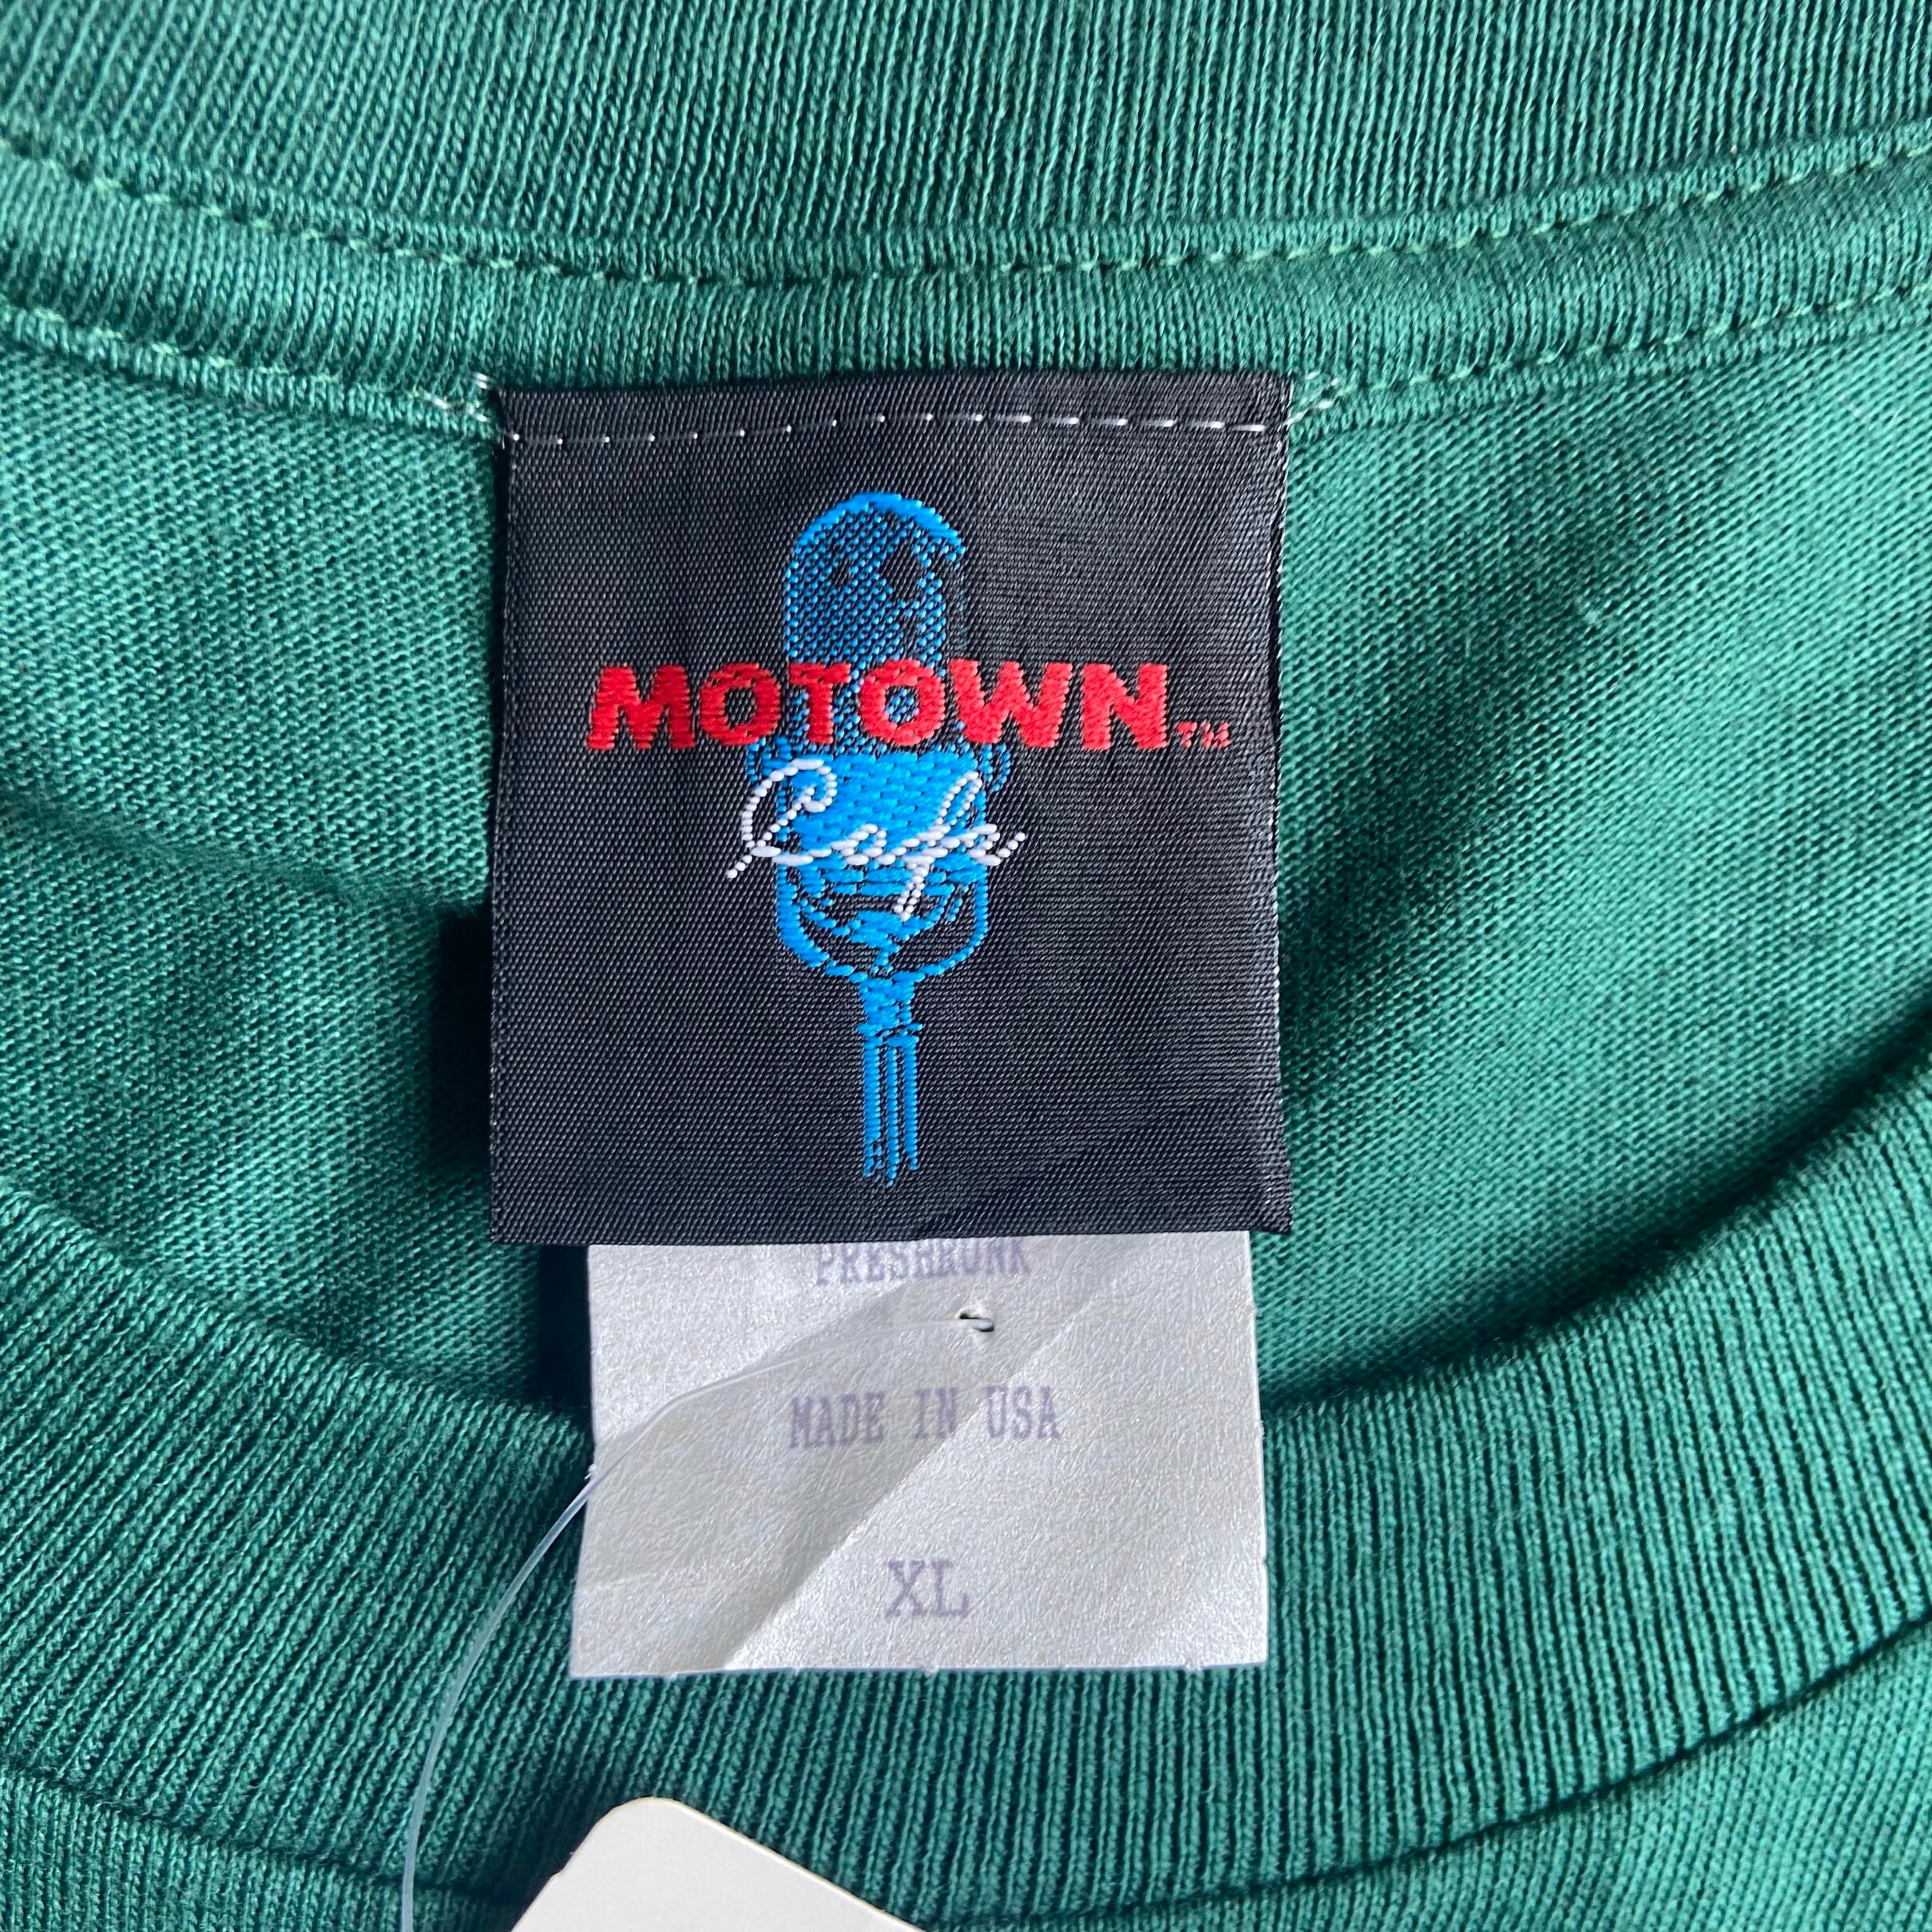 MOTOWN™
Cafe
PRESHRUNK
MADE IN USA
XL